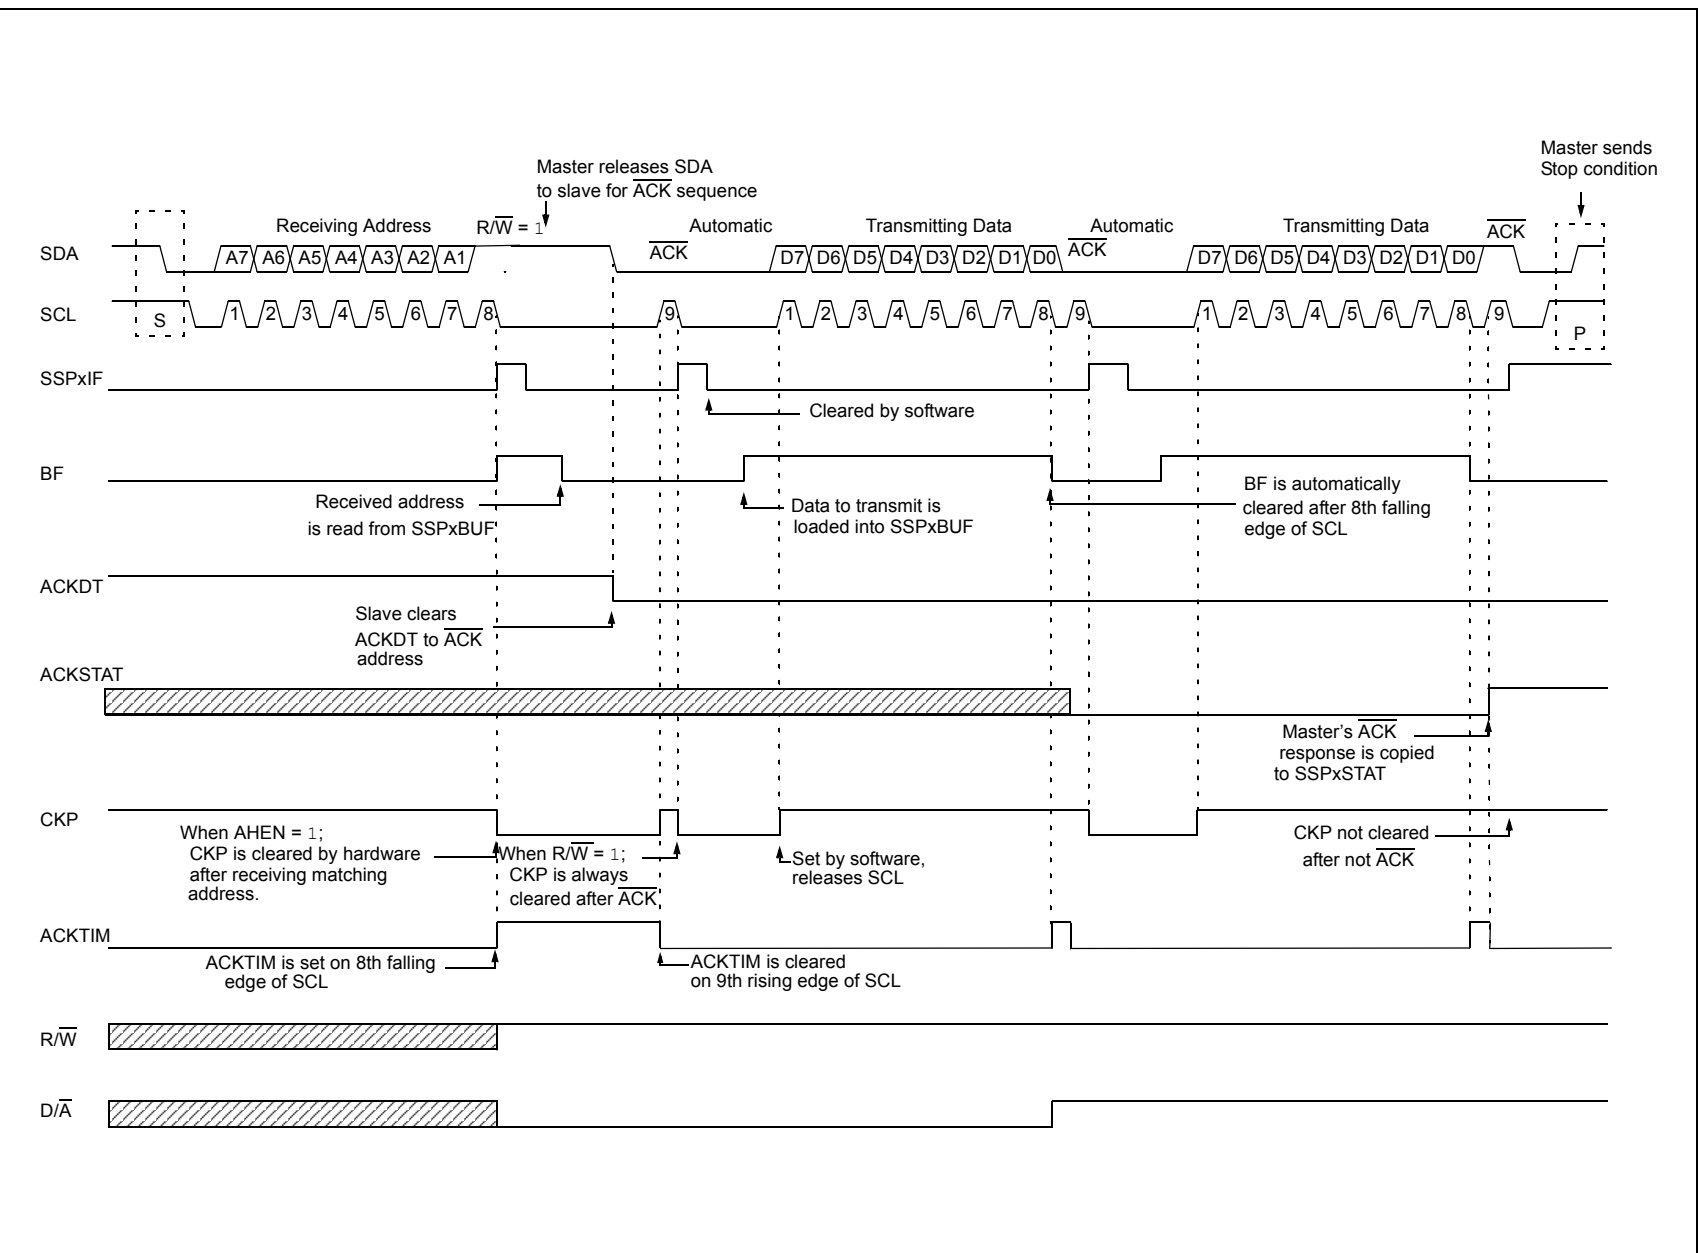 Master sends
Stop condition
Master releases SDA
to slave for ACK sequence
Receiving Address R/W = 1 Automatic Transmitting Data Automatic Transmitting Data ACK
SDA A7 A6 A5 A4 A3 A2 A1 ACK D7 D6 D5 D4 D3 D2 D1 D0 ACK D7 D6 D5 D4 D3 D2 D1 D0
SCL S 1 2 3 4 5 6 7 8 9 1 2 3 4 5 6 7 8 9 1 2 3 4 5 6 7 8 9 P
SSPxIF
Cleared by software
BF
Received address
is read from SSPxBUF
Data to transmit is
loaded into SSPxBUF
BF is automatically
cleared after 8th falling
edge of SCL
ACKDT
Slave clears
ACKDT to ACK
address
ACKSTAT
Master's ACK
response is copied
to SSPxSTAT
CKP
When AHEN = 1;
CKP is cleared by hardware
after receiving matching
address.
When R/W = 1;
CKP is always
cleared after ACK
Set by software,
releases SCL
CKP not cleared
after not ACK
ACKTIM
ACKTIM is set on 8th falling
edge of SCL
ACKTIM is cleared
on 9th rising edge of SCL
R/W
D/A